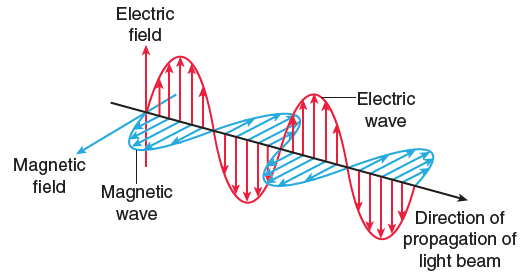 Electric
field
Electric
wave
Magnetic
field
Magnetic
wave
Direction of
propagation of
light beam